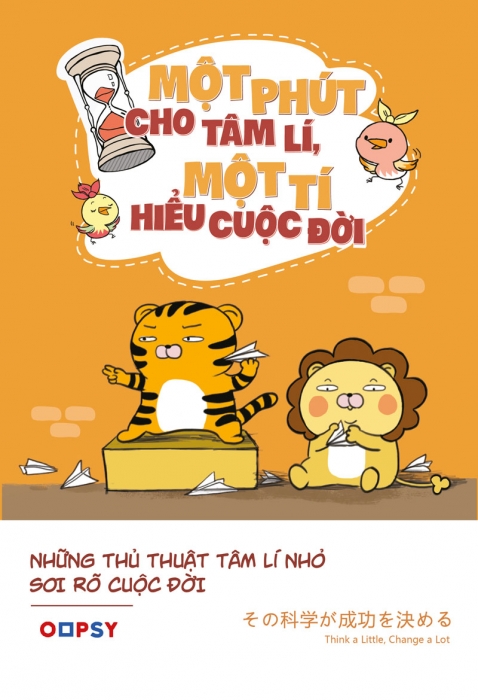 MỘT PHÚT
CHO TÂM LÍ,
MỘT TÍ
HIỂU CUỘC ĐỜI
NHỮNG THỦ THUẬT TÂM LÍ NHỎ
SOI RÕ CUỘC ĐỜI
OOPSY
その科学が成功を決める
Think a Little, Change a Lot